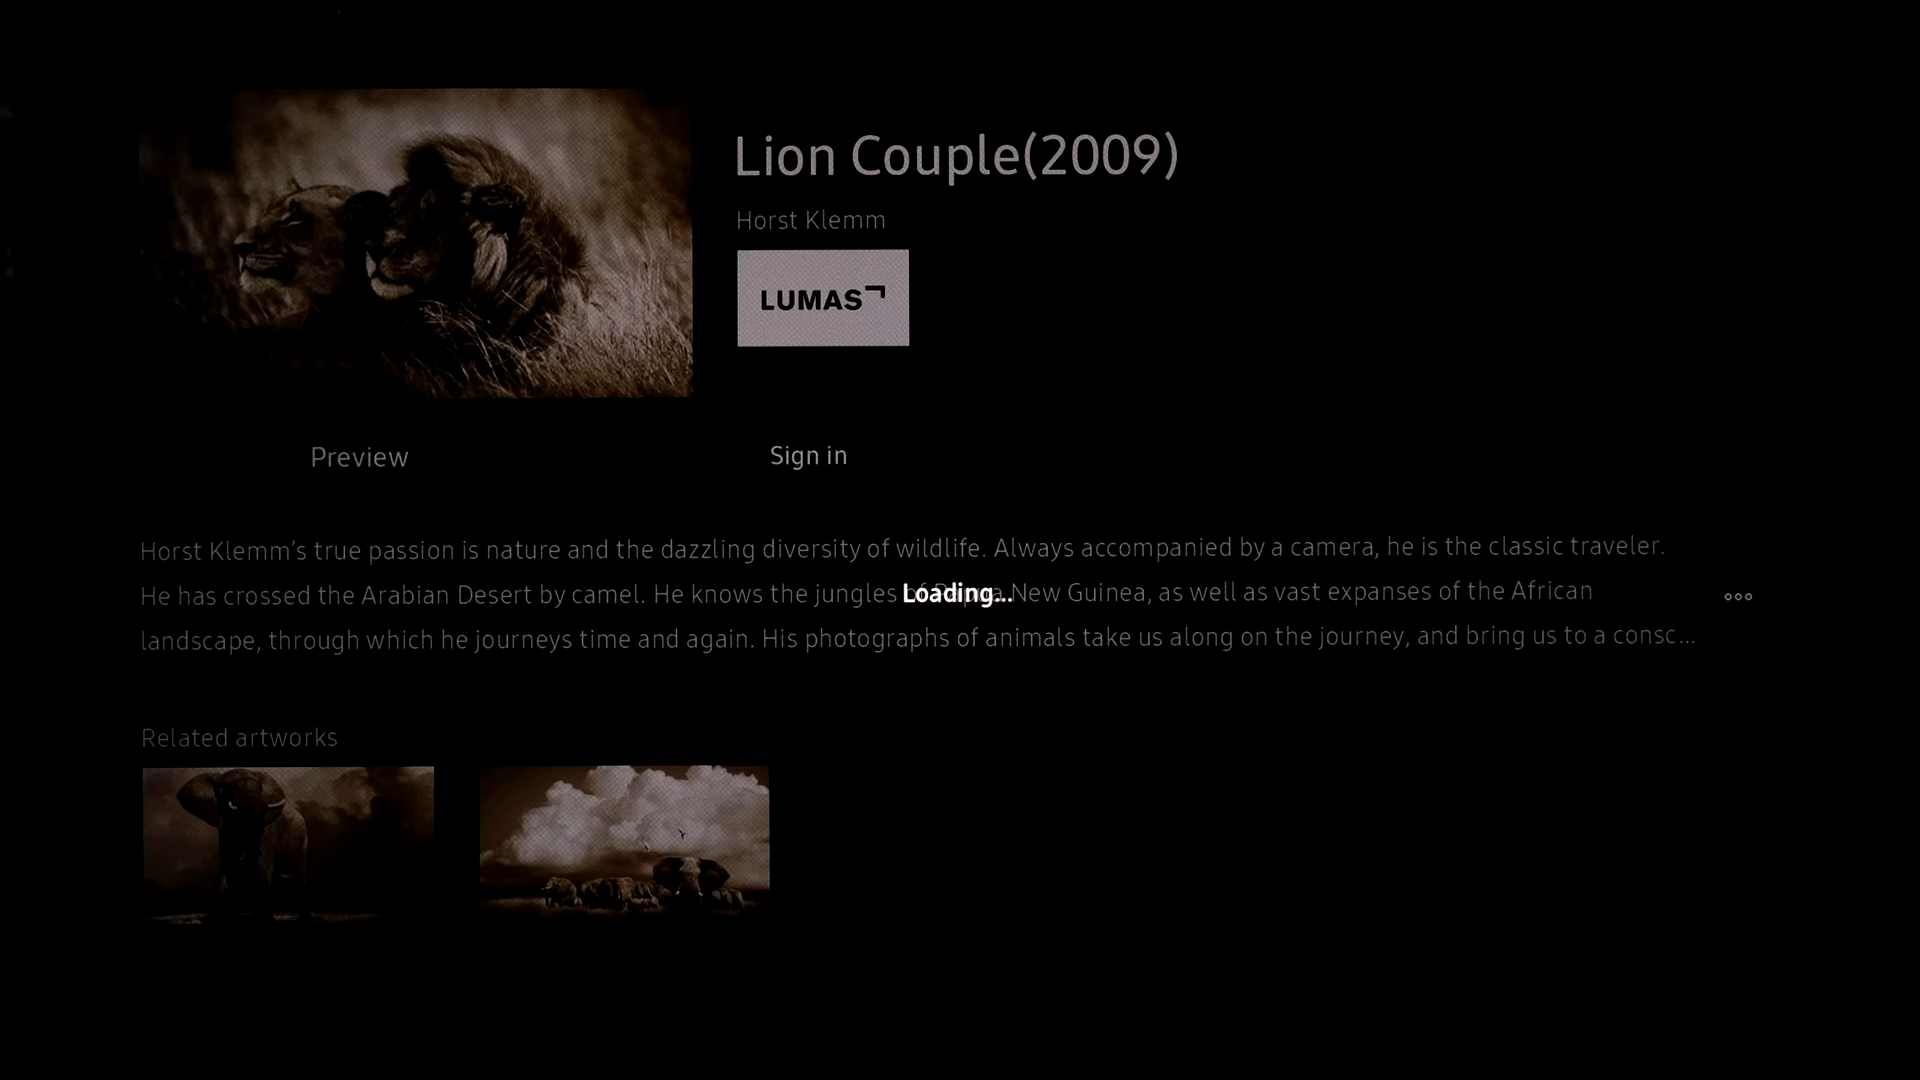 Lion Couple(2009)
Horst Klemm
LUMAS
Preview
Sign in
Horst Klemm's true passion is nature and the dazzling diversity of wildlife. Always accompanied by a camera, he is the classic traveler.
He has crossed the Arabian Desert by camel. He knows the jungles of Papua New Guinea, as well as vast expanses of the African
Loading...
landscape, through which he journeys time and again. His photographs of animals take us along on the journey, and bring us to a consc...
Related artworks